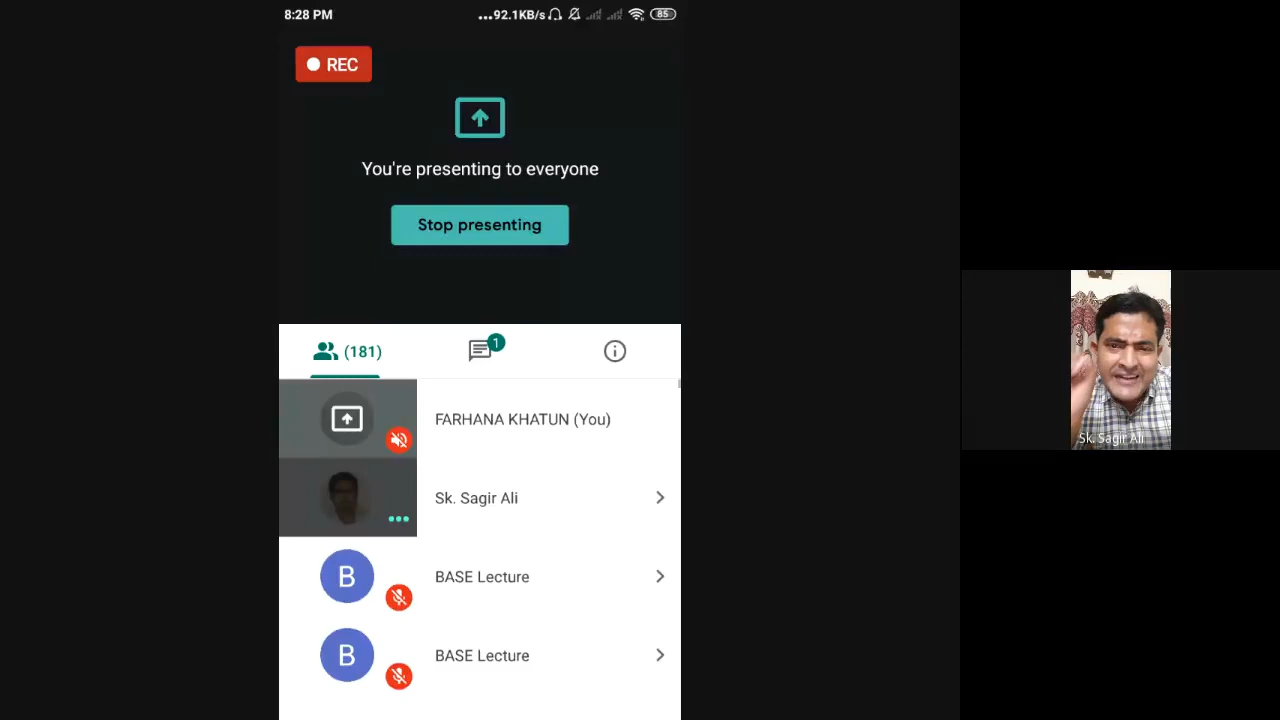 8:28 PM
...92.1KB/s
85
REC
You're presenting to everyone
Stop presenting
(181)
1
FARHANA KHATUN (You)
Sk. Sagir Ali
B
BASE Lecture
B
BASE Lecture
Sk. Sagir Ali